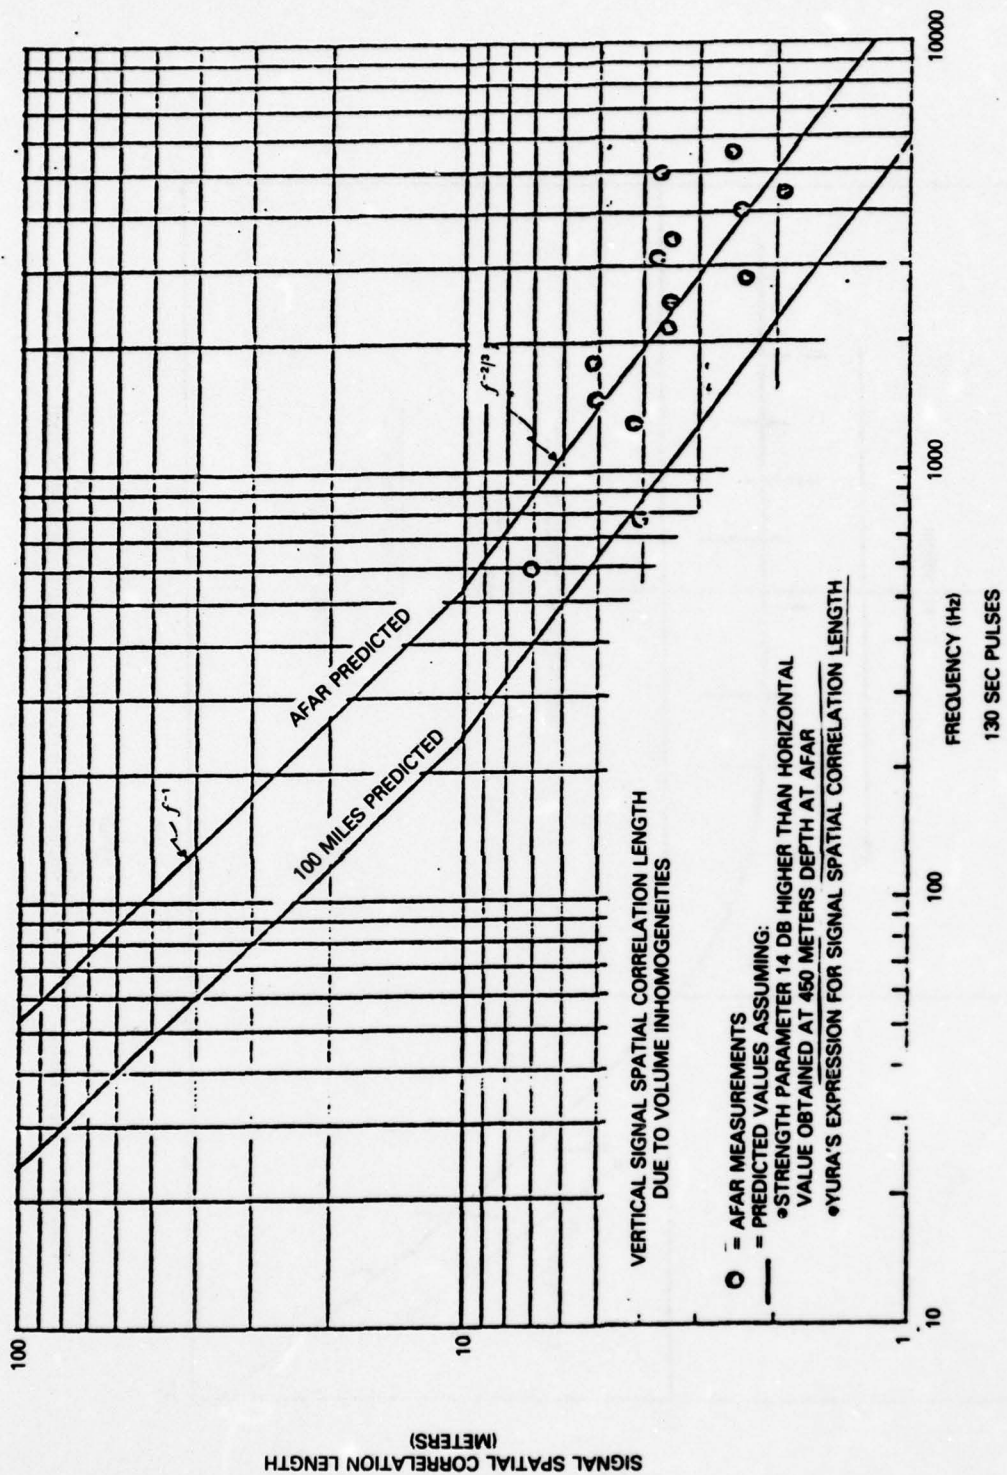 SIGNAL SPATIAL CORRELATION LENGTH
(METERS)
100
10
1
10
100
1000
10000
FREQUENCY (Hz)
130 SEC PULSES
f⁻¹
f⁻²/³
AFAR PREDICTED
100 MILES PREDICTED
VERTICAL SIGNAL SPATIAL CORRELATION LENGTH
DUE TO VOLUME INHOMOGENEITIES
= AFAR MEASUREMENTS
= PREDICTED VALUES ASSUMING:
•STRENGTH PARAMETER 14 DB HIGHER THAN HORIZONTAL
VALUE OBTAINED AT 450 METERS DEPTH AT AFAR
•YURA'S EXPRESSION FOR SIGNAL SPATIAL CORRELATION LENGTH